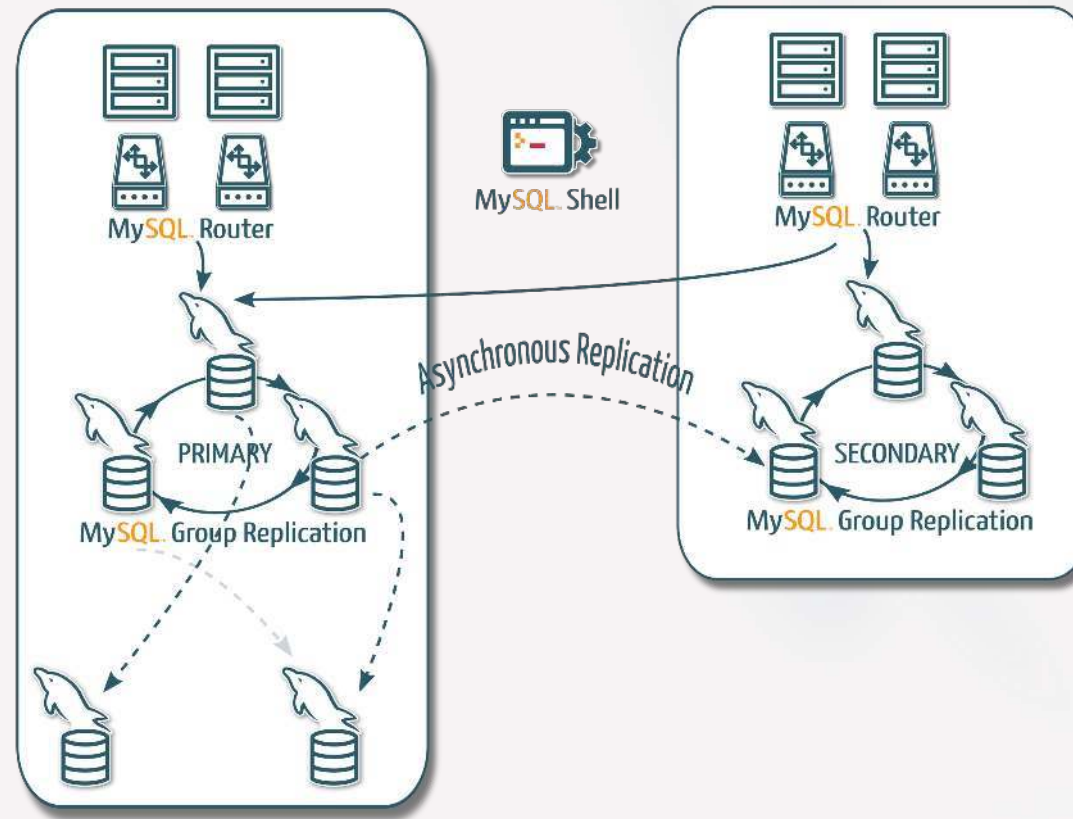 MySQL. Router
PRIMARY
MySQL. Group Replication
MySQL. Shell
Asynchronous Replication
MySQL. Router
SECONDARY
MySQL. Group Replication